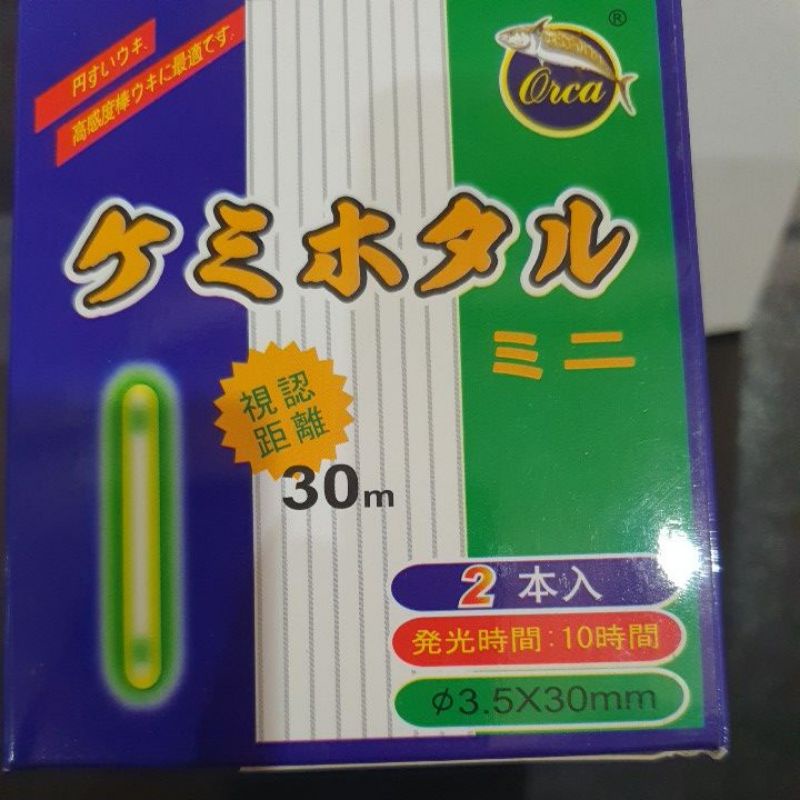 円すいウキ、
高感度棒ウキに最適です。
®
Orca
ケミホタル
ミニ
視認
距離
30m
2本入
発光時間:10時間
φ3.5X30mm